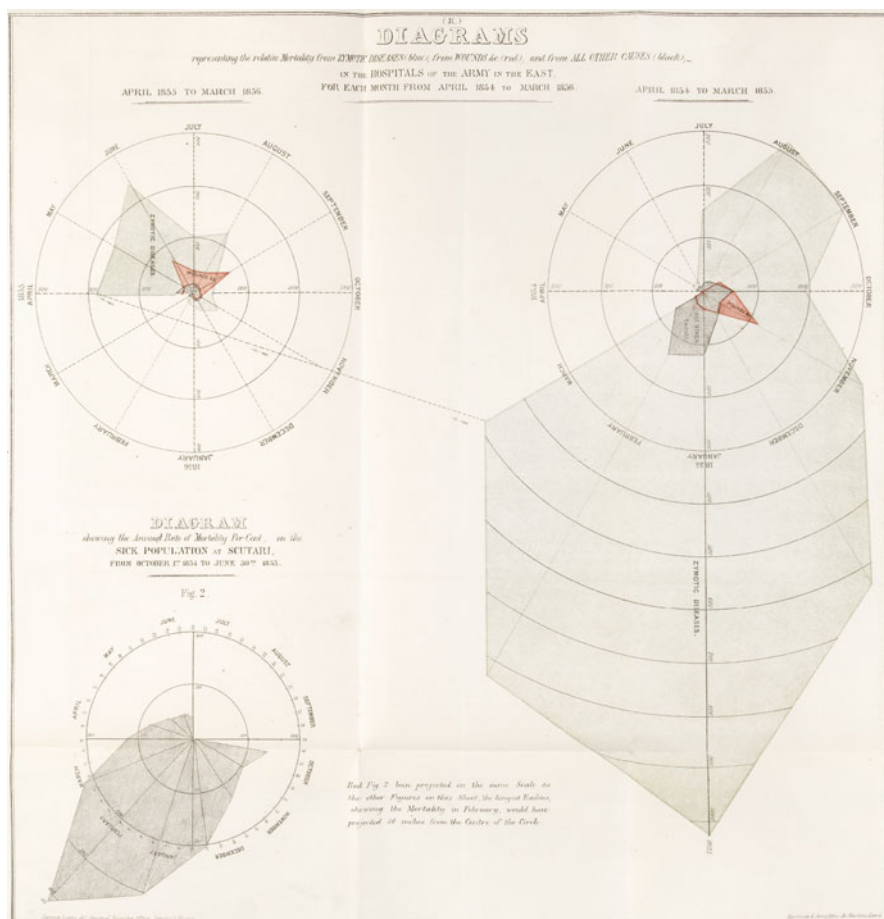 (K.)
DIAGRAMS
representing the relative Mortality from ZYMOTIC DISEASES (blue), from WOUNDS &c (red), and from ALL OTHER CAUSES (black),
IN THE HOSPITALS OF THE ARMY IN THE EAST,
FOR EACH MONTH FROM APRIL 1854 TO MARCH 1856.
APRIL 1855 TO MARCH 1856.
JULY
AUGUST
SEPTEMBER
OCTOBER
NOVEMBER
DECEMBER
JANUARY
1856
FEBRUARY
MARCH
1855
APRIL
MAY
JUNE
ZYMOTIC DISEASES
APRIL 1854 TO MARCH 1855.
JULY
AUGUST
SEPTEMBER
OCTOBER
NOVEMBER
DECEMBER
JANUARY
1855
FEBRUARY
MARCH
1854
APRIL
MAY
JUNE
ZYMOTIC DISEASES.
DIAGRAM
shewing the Annual Rate of Mortality Per Cent, on the
SICK POPULATION AT SCUTARI,
FROM OCTOBER 1ST 1854 TO JUNE 30TH 1855.
Fig. 2.
JUNE
JULY
AUGUST
SEPTEMBER
OCTOBER
NOVEMBER
DECEMBER
JANUARY
FEBRUARY
MARCH
APRIL
MAY
Had Fig. 2 been projected on the same Scale as
the other Figures on this Sheet, the longest Radius,
shewing the Mortality in February, would have
projected inches from the Centre of the Circle.